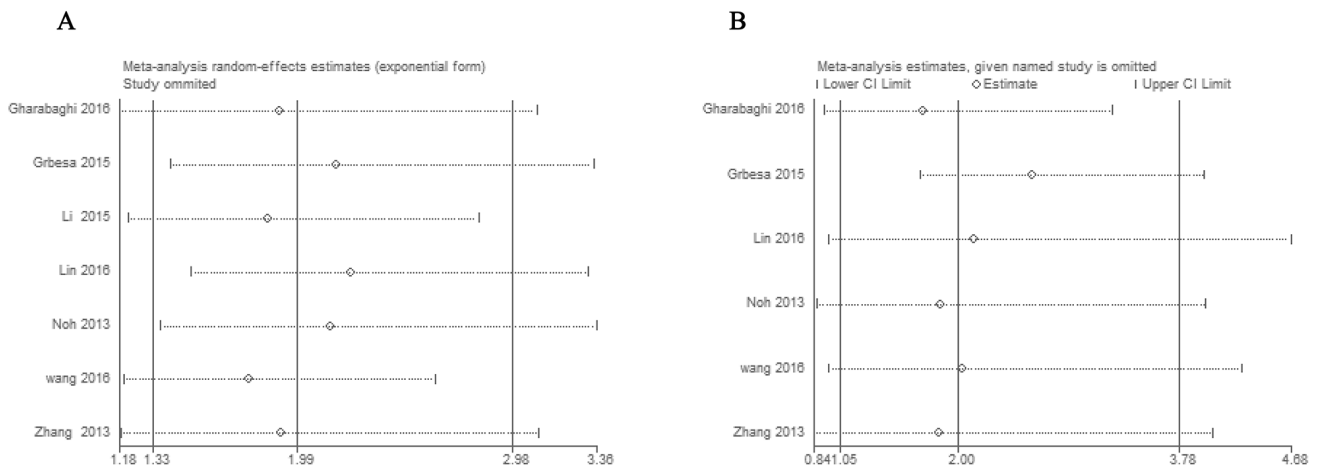 A
Meta-analysis random-effects estimates (exponential form)
Study ommited
Gharabaghi 2016
Grbesa 2015
Li 2015
Lin 2016
Noh 2013
wang 2016
Zhang 2013
1.18 1.33 1.99 2.98 3.36
B
Meta-analysis estimates, given named study is omitted
Lower CI Limit Estimate Upper CI Limit
Gharabaghi 2016
Grbesa 2015
Lin 2016
Noh 2013
wang 2016
Zhang 2013
0.841.05 2.00 3.78 4.68